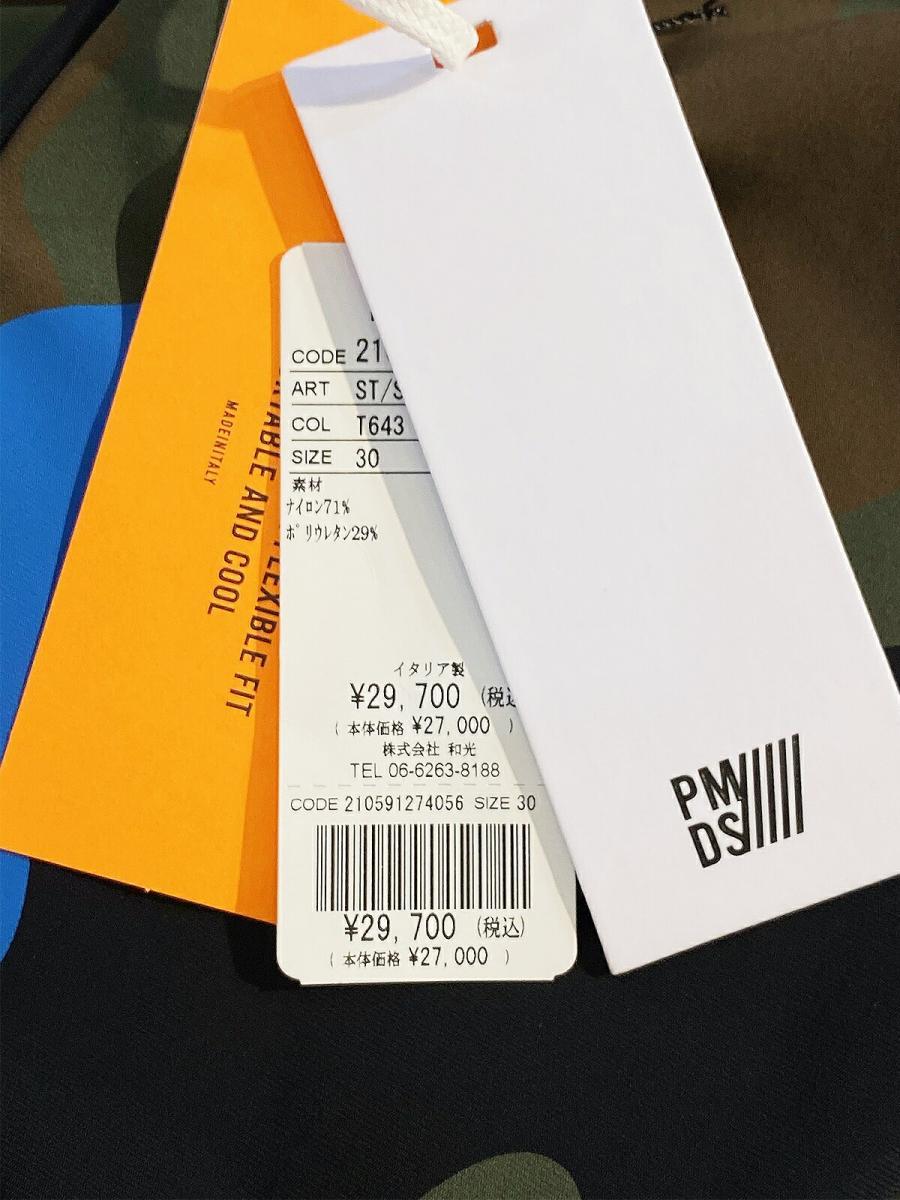 MADEINITALY
TABLE AND
FLEXIBLE FIT
AND COOL
CODE 21
ART ST/S
COL T643
SIZE 30
素材
ナイロン71%
ポリウレタン29%
イタリア製
¥29,700 (税込
(本体価格 ¥27,000 )
株式会社 和光
TEL 06-6263-8188
CODE 210591274056 SIZE 30
¥29,700 (税込)
(本体価格 ¥27,000 )
PM
DS